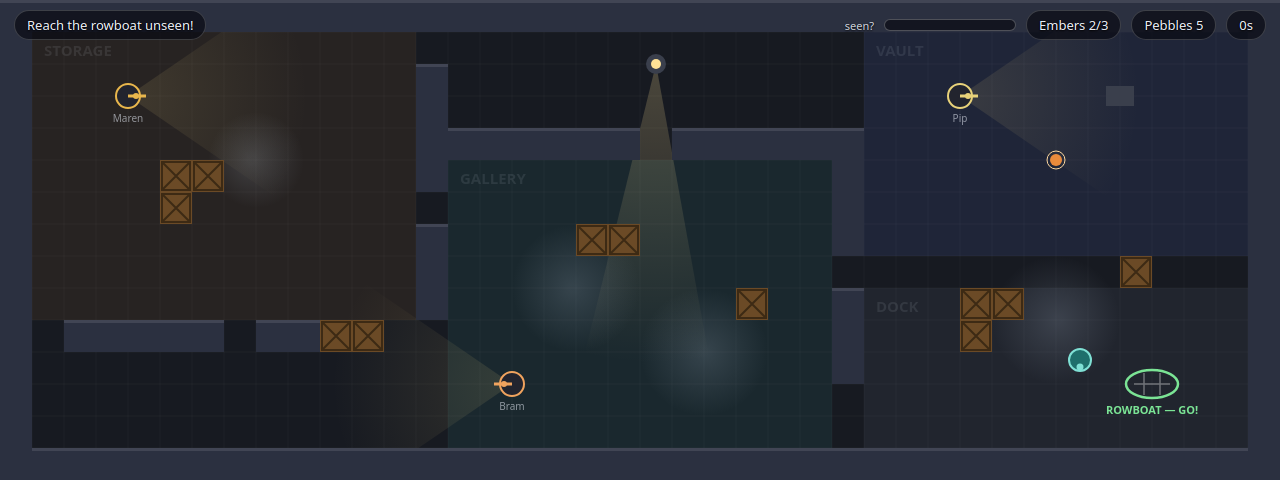 Reach the rowboat unseen!
seen?
Embers 2/3
Pebbles 5
0s
STORAGE
VAULT
Maren
Pip
GALLERY
DOCK
Bram
ROWBOAT — GO!